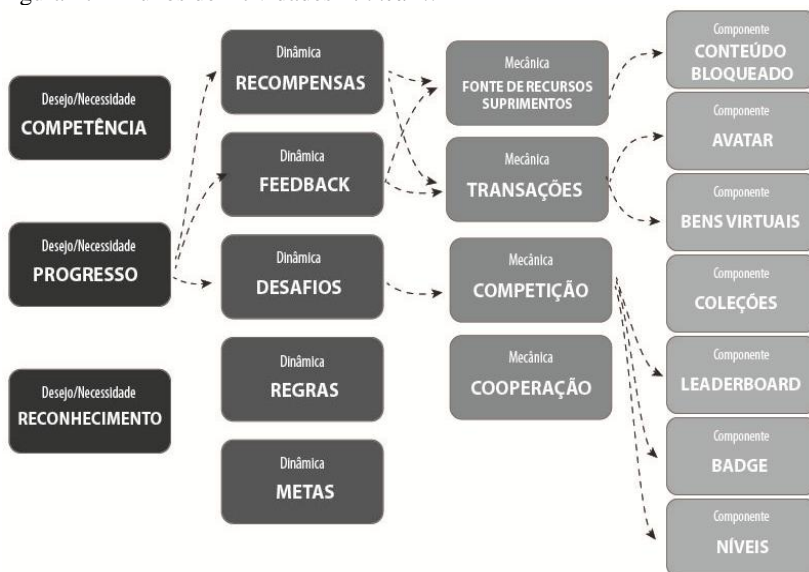 Desejo/Necessidade
COMPETÊNCIA
Desejo/Necessidade
PROGRESSO
Desejo/Necessidade
RECONHECIMENTO
Dinâmica
RECOMPENSAS
Dinâmica
FEEDBACK
Dinâmica
DESAFIOS
Dinâmica
REGRAS
Dinâmica
METAS
Mecânica
FONTE DE RECURSOS
SUPRIMENTOS
Mecânica
TRANSAÇÕES
Mecânica
COMPETIÇÃO
Mecânica
COOPERAÇÃO
Componente
CONTEÚDO
BLOQUEADO
Componente
AVATAR
Componente
BENS VIRTUAIS
Componente
COLEÇÕES
Componente
LEADERBOARD
Componente
BADGE
Componente
NÍVEIS